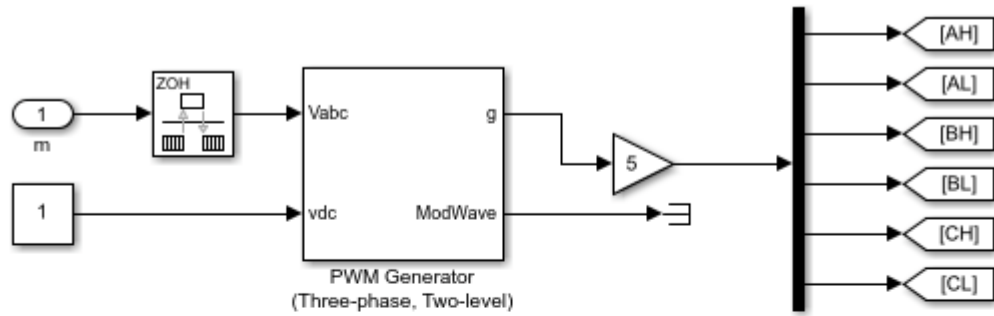 1
m
ZOH
1
Vabc
g
vdc
ModWave
PWM Generator
(Three-phase, Two-level)
5
[AH]
[AL]
[BH]
[BL]
[CH]
[CL]